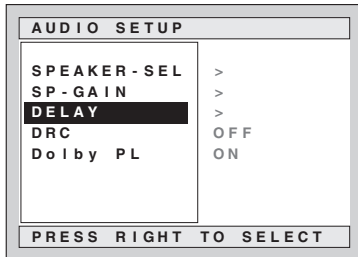 AUDIO SETUP
SPEAKER-SEL >
SP-GAIN >
DELAY >
DRC OFF
Dolby PL ON
PRESS RIGHT TO SELECT